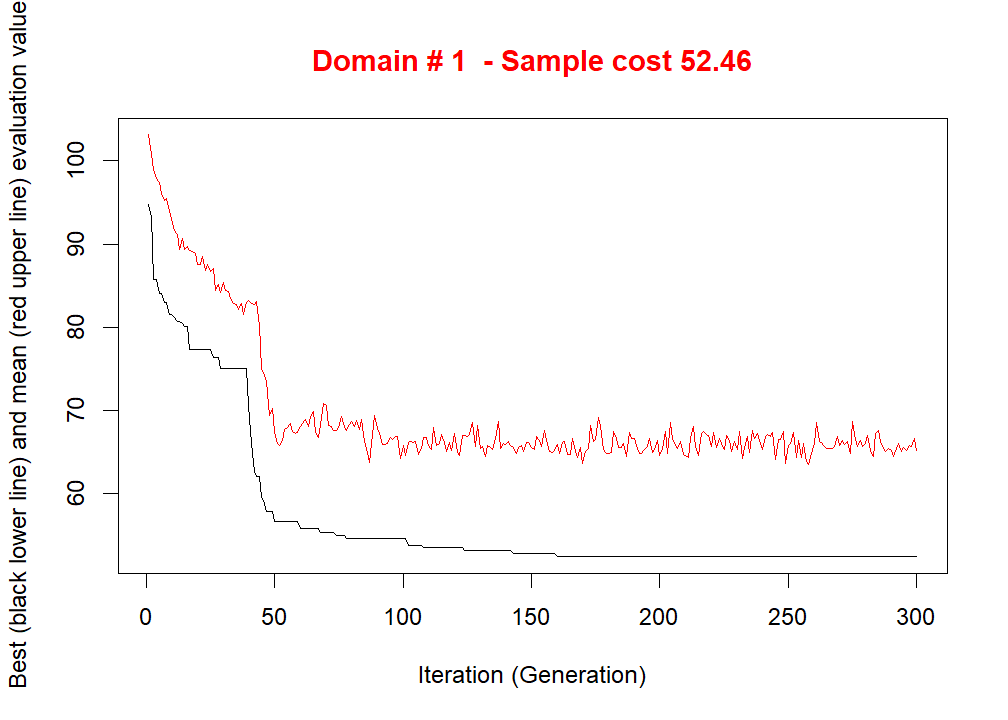 Domain # 1  - Sample cost 52.46
Best (black lower line) and mean (red upper line) evaluation value
100
90
80
70
60
0 50 100 150 200 250 300
Iteration (Generation)